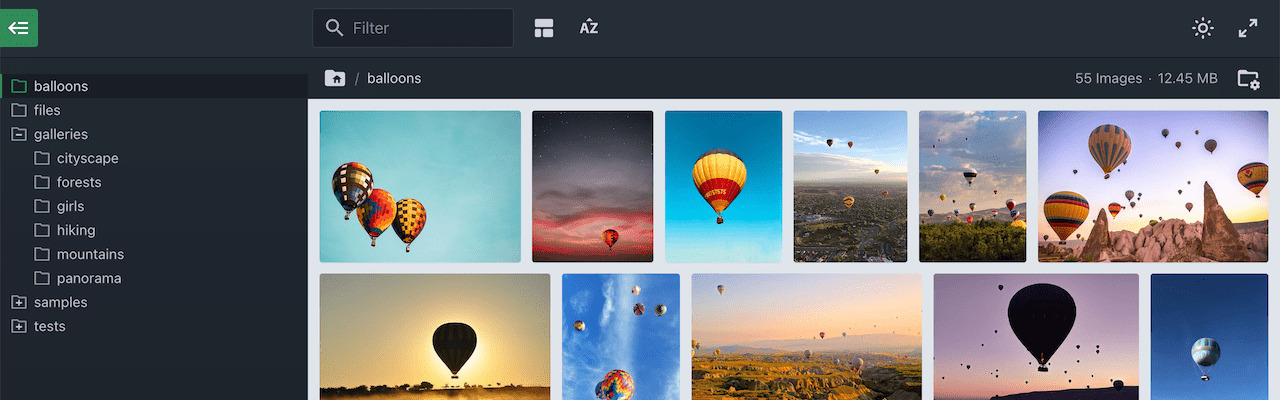 Filter
AZ
balloons
files
galleries
cityscape
forests
girls
hiking
mountains
panorama
samples
tests
/ balloons
55 Images · 12.45 MB